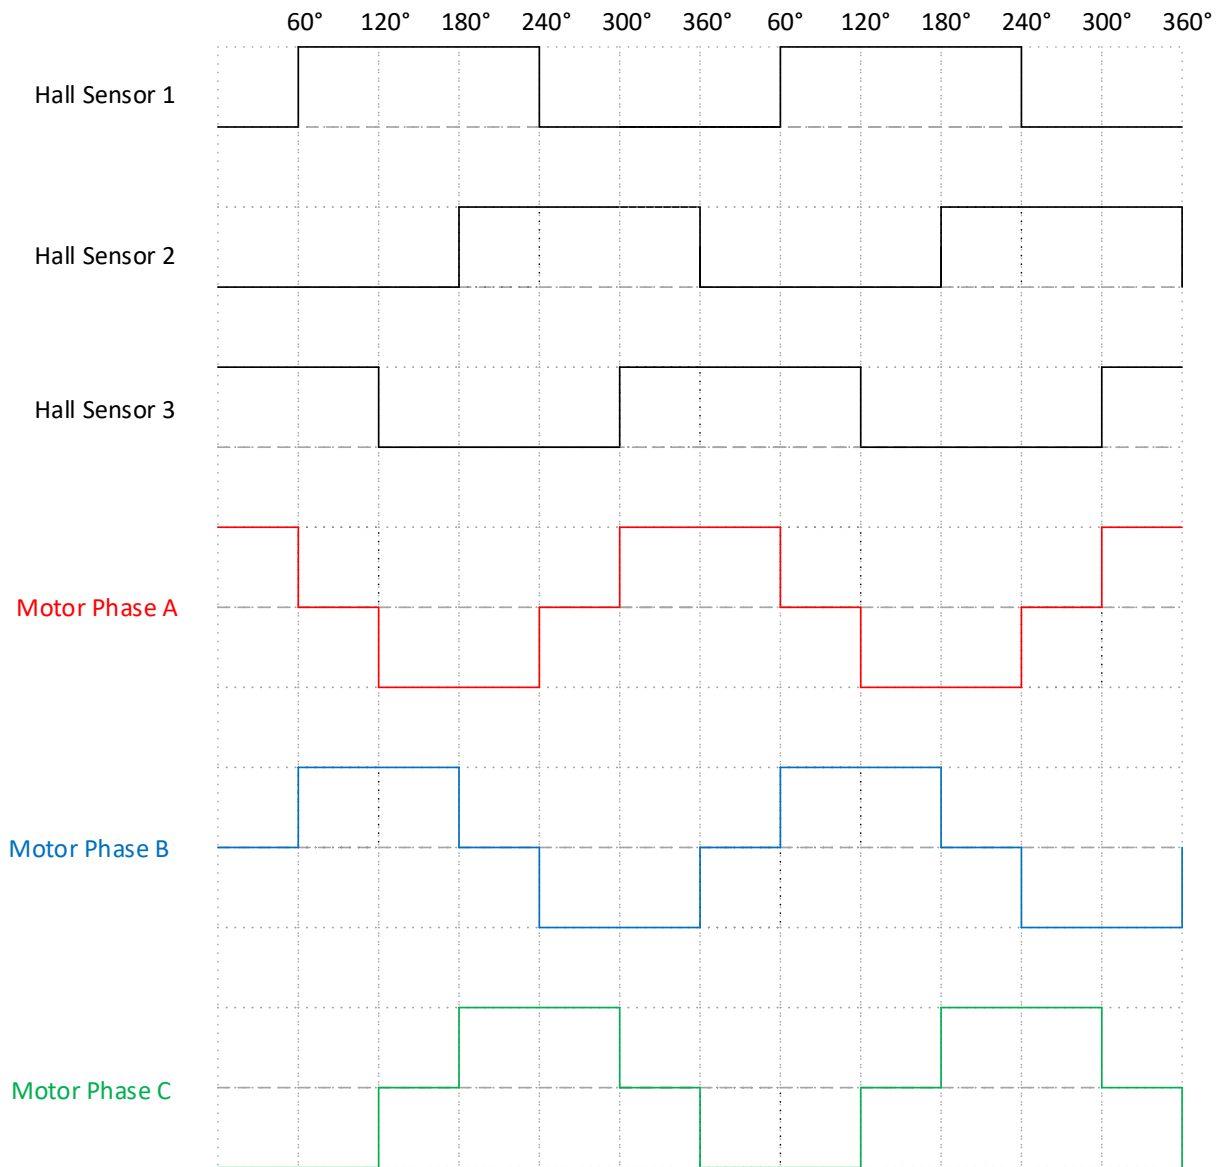 60° 120° 180° 240° 300° 360° 60° 120° 180° 240° 300° 360°
Hall Sensor 1
Hall Sensor 2
Hall Sensor 3
Motor Phase A
Motor Phase B
Motor Phase C